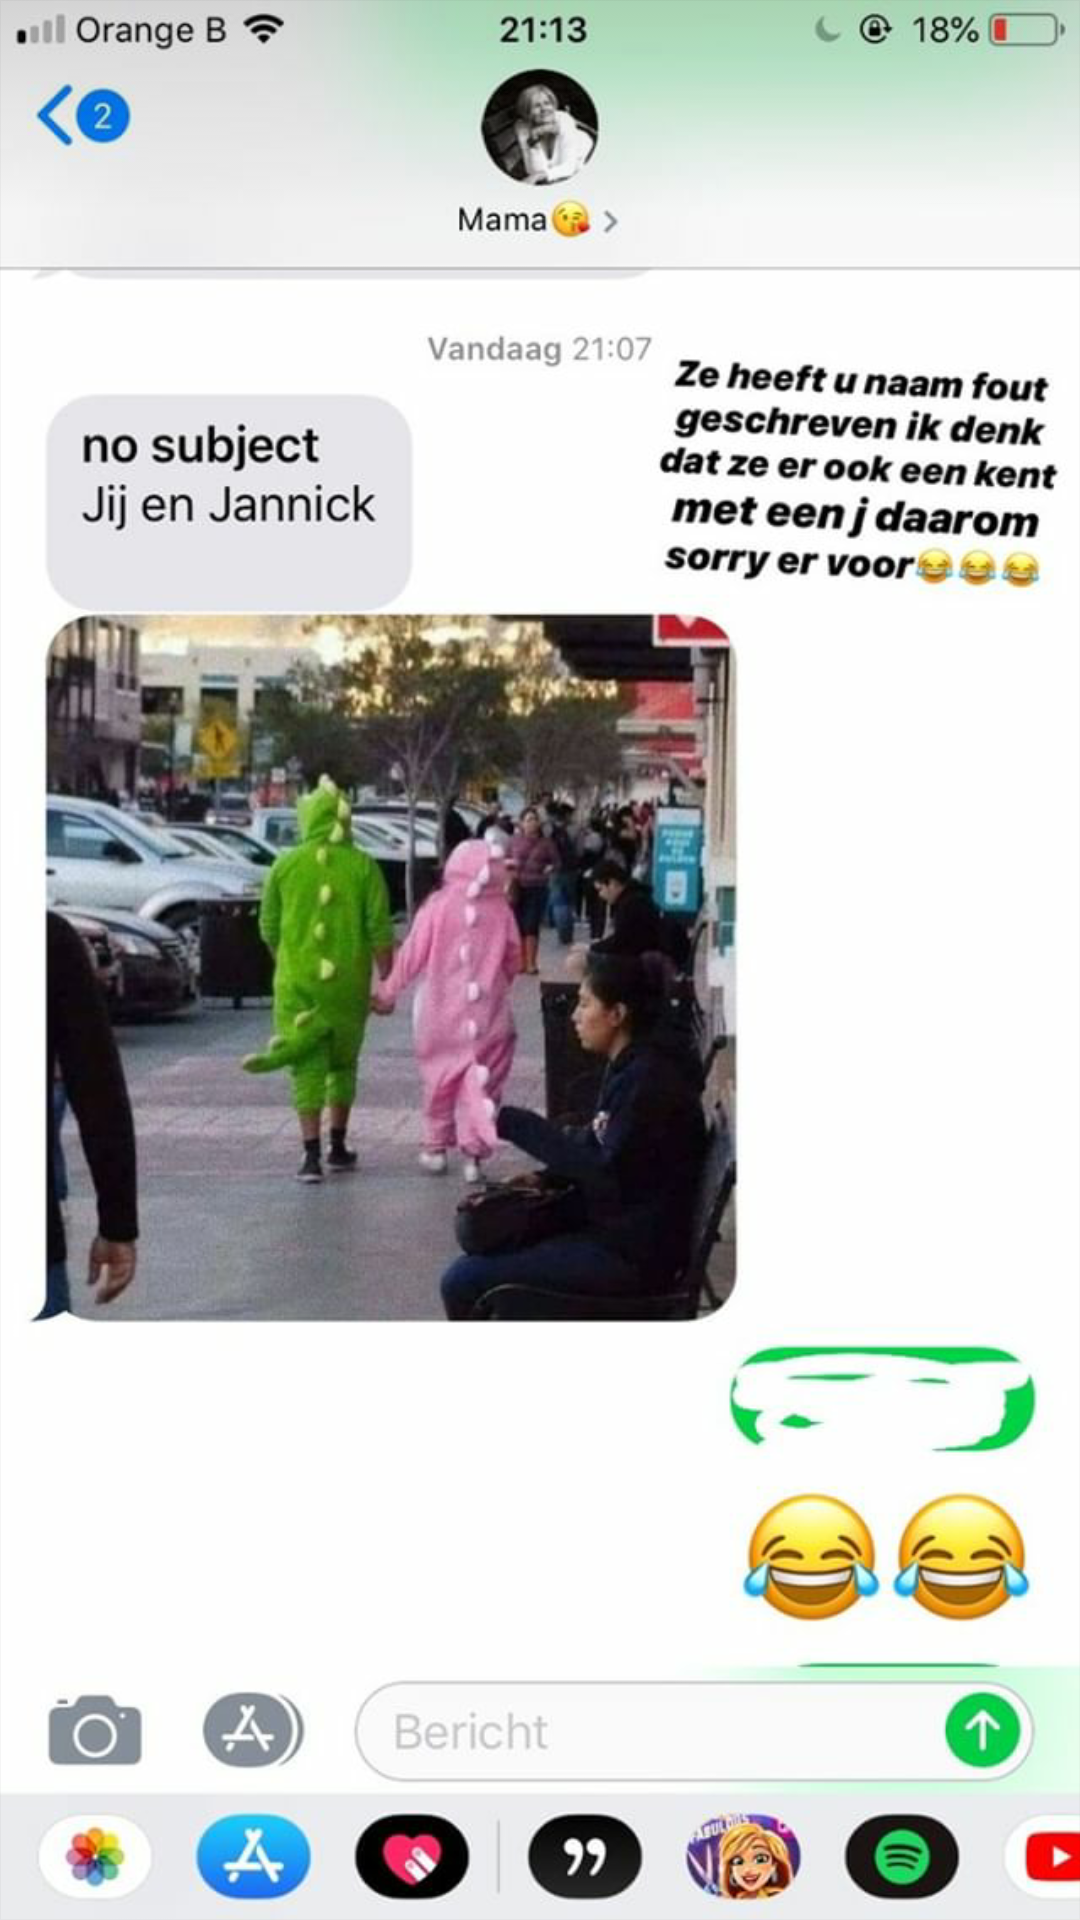 Orange B
21:13
18%
2
Mama😘 >
Vandaag 21:07
Ze heeft u naam fout
geschreven ik denk
dat ze er ook een kent
met een j daarom
sorry er voor😂😂😂
no subject
Jij en Jannick
😂😂
Bericht
FABULOUS